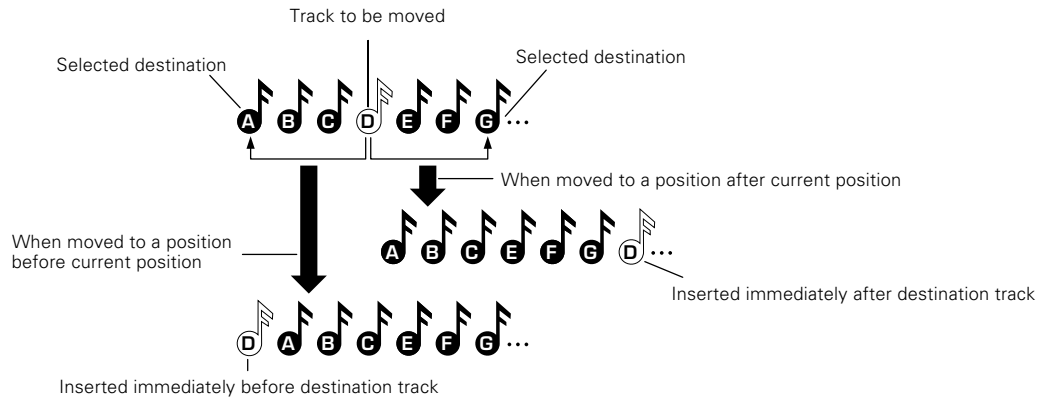 Track to be moved
Selected destination
Selected destination
A B C D E F G ...
When moved to a position after current position
A B C E F G D ...
When moved to a position
before current position
Inserted immediately after destination track
D A B C E F G ...
Inserted immediately before destination track